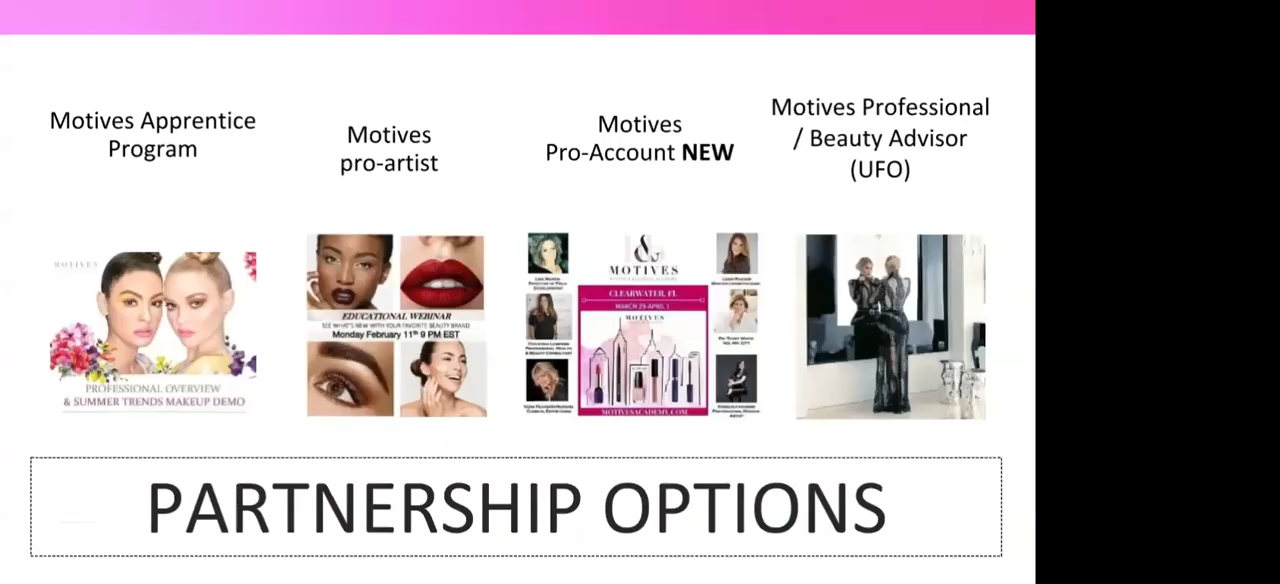 Motives Apprentice
Program
Motives
pro-artist
Motives
Pro-Account NEW
Motives Professional
/ Beauty Advisor
(UFO)
MOTIVES
PROFESSIONAL OVERVIEW
& SUMMER TRENDS MAKEUP DEMO
EDUCATIONAL WEBINAR
SEE WHAT'S NEW WITH YOUR FAVORITE BEAUTY BRAND
Monday February 11th 9 PM EST
MOTIVES
CLEARWATER, FL
MARCH 29-APRIL 1
MOTIVES
MOTIVESACADEMY.COM
PARTNERSHIP OPTIONS